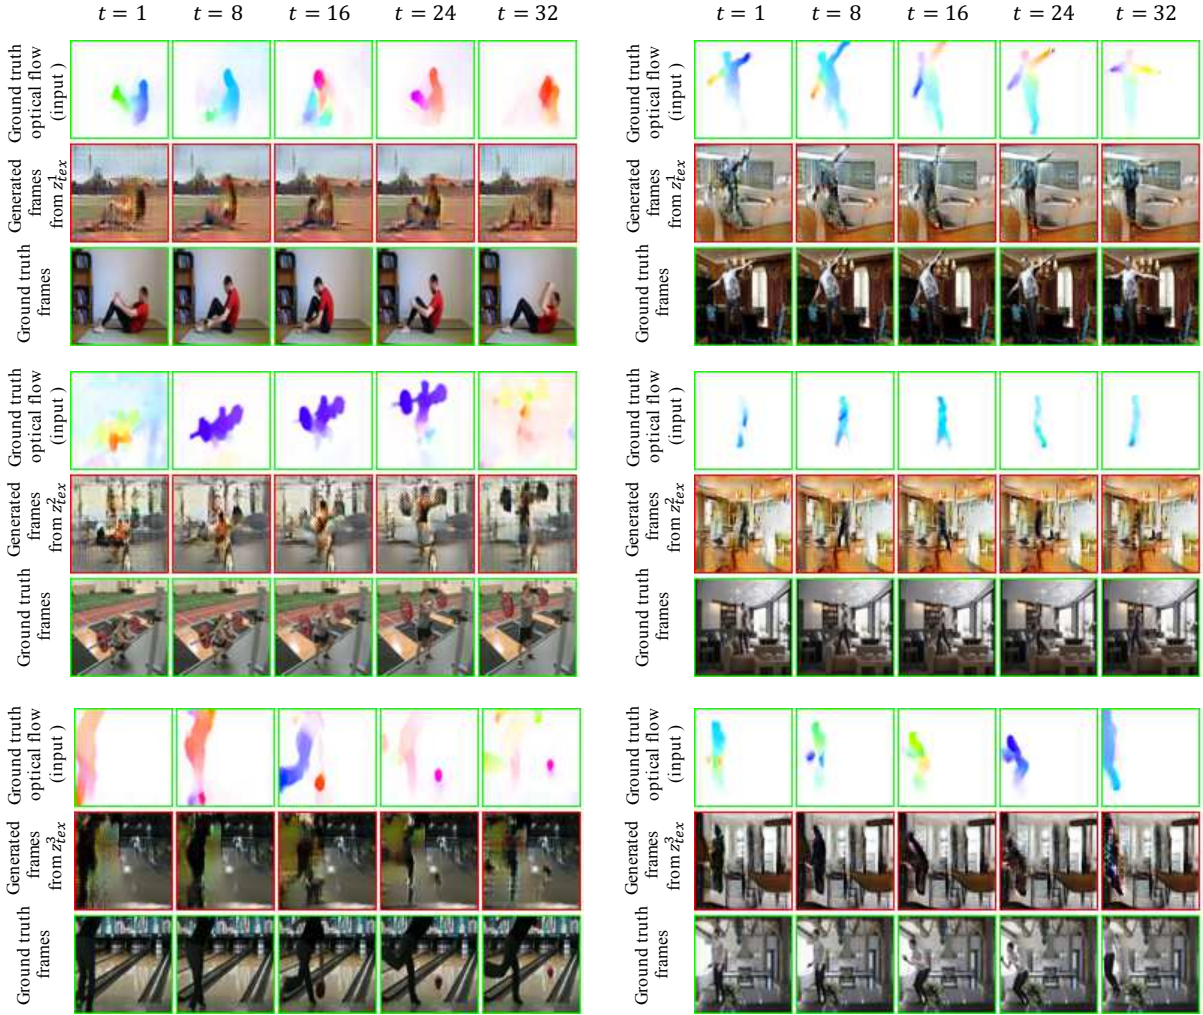 t = 1 t = 8 t = 16 t = 24 t = 32
t = 1 t = 8 t = 16 t = 24 t = 32
Ground truth
optical flow
(input )
Generated
frames
from z¹ₜₑₓ
Ground truth
frames
Ground truth
optical flow
(input )
Generated
frames
from z¹ₜₑₓ
Ground truth
frames
Ground truth
optical flow
(input )
Generated
frames
from z²ₜₑₓ
Ground truth
frames
Ground truth
optical flow
(input )
Generated
frames
from z²ₜₑₓ
Ground truth
frames
Ground truth
optical flow
(input )
Generated
frames
from z³ₜₑₓ
Ground truth
frames
Ground truth
optical flow
(input )
Generated
frames
from z³ₜₑₓ
Ground truth
frames